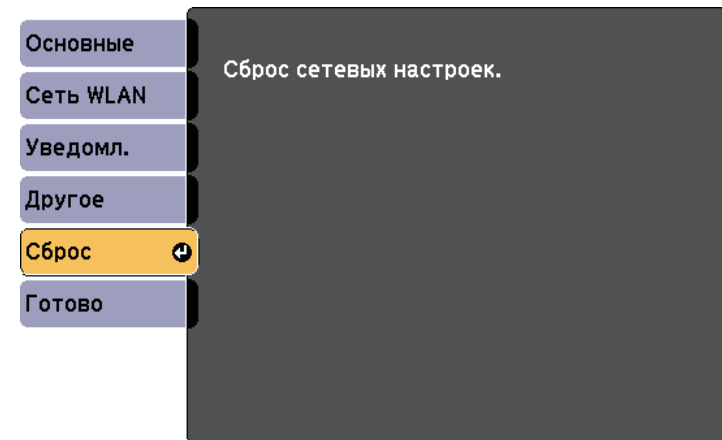 Основные
Сеть WLAN
Уведомл.
Другое
Сброс
Готово
Сброс сетевых настроек.